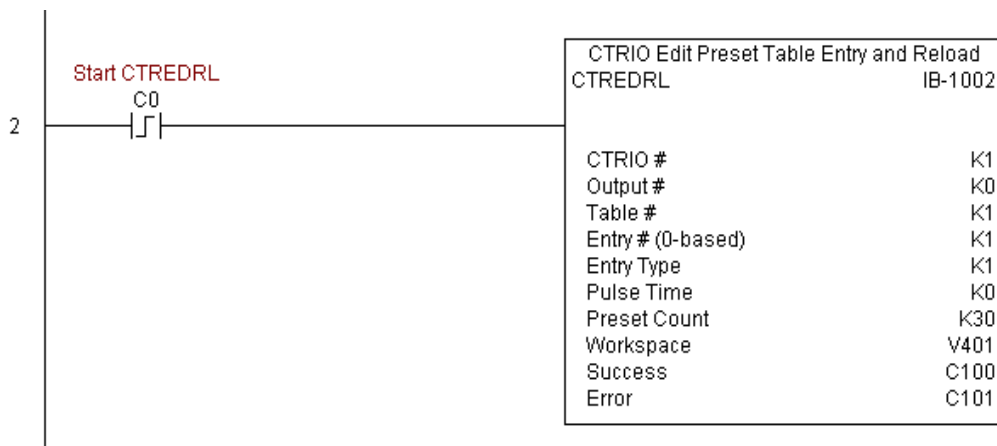 CTRIO Edit Preset Table Entry and Reload
CTREDRL IB-1002
Start CTREDRL
C0
2
CTRIO # K1
Output # K0
Table # K1
Entry # (0-based) K1
Entry Type K1
Pulse Time K0
Preset Count K30
Workspace V401
Success C100
Error C101